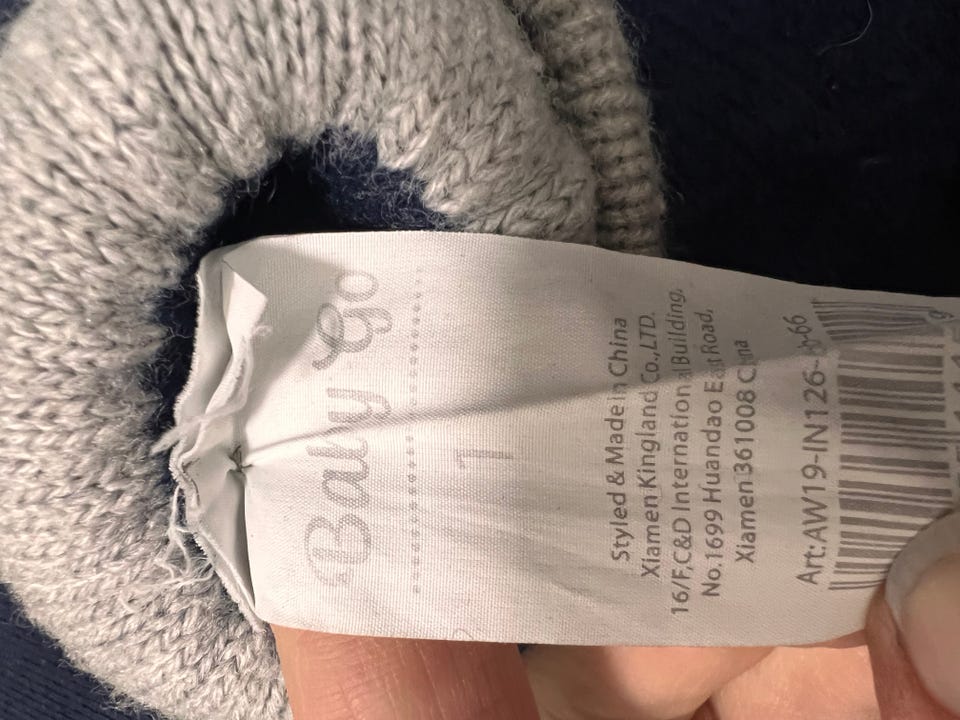 Baby Go
1
Styled & Made in China
Xiamen Kingland Co.,LTD.
16/F,C&D International Building,
No.1699 Huandao East Road,
Xiamen 361008 China